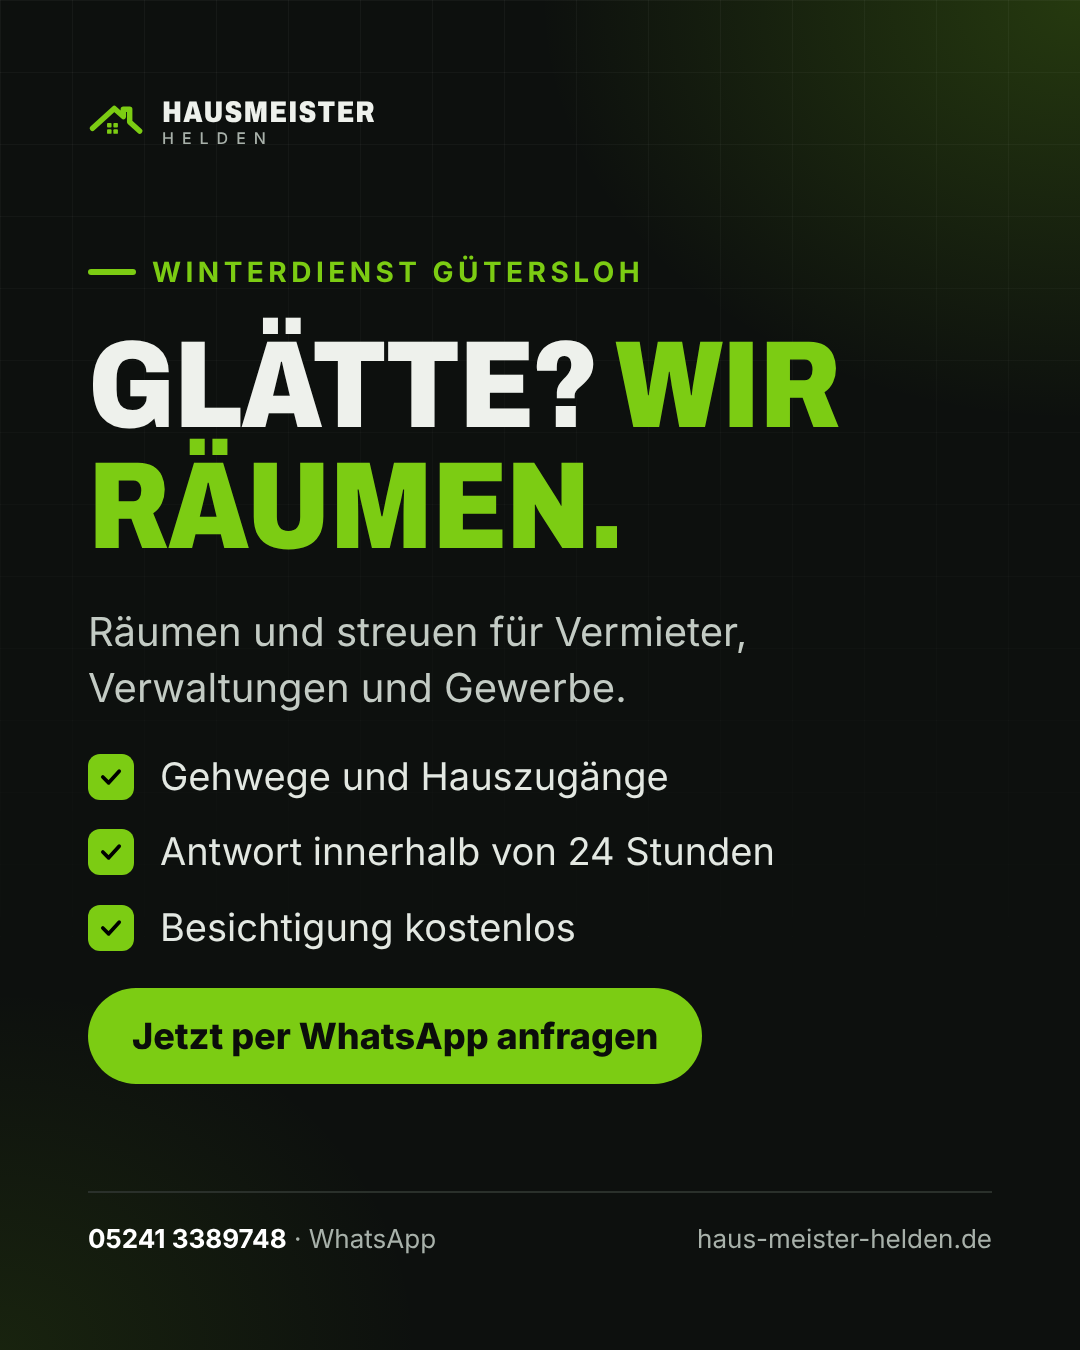 HAUSMEISTER
HELDEN
WINTERDIENST GÜTERSLOH
GLÄTTE? WIR
RÄUMEN.
Räumen und streuen für Vermieter,
Verwaltungen und Gewerbe.
Gehwege und Hauszugänge
Antwort innerhalb von 24 Stunden
Besichtigung kostenlos
Jetzt per WhatsApp anfragen
05241 3389748 · WhatsApp
haus-meister-helden.de